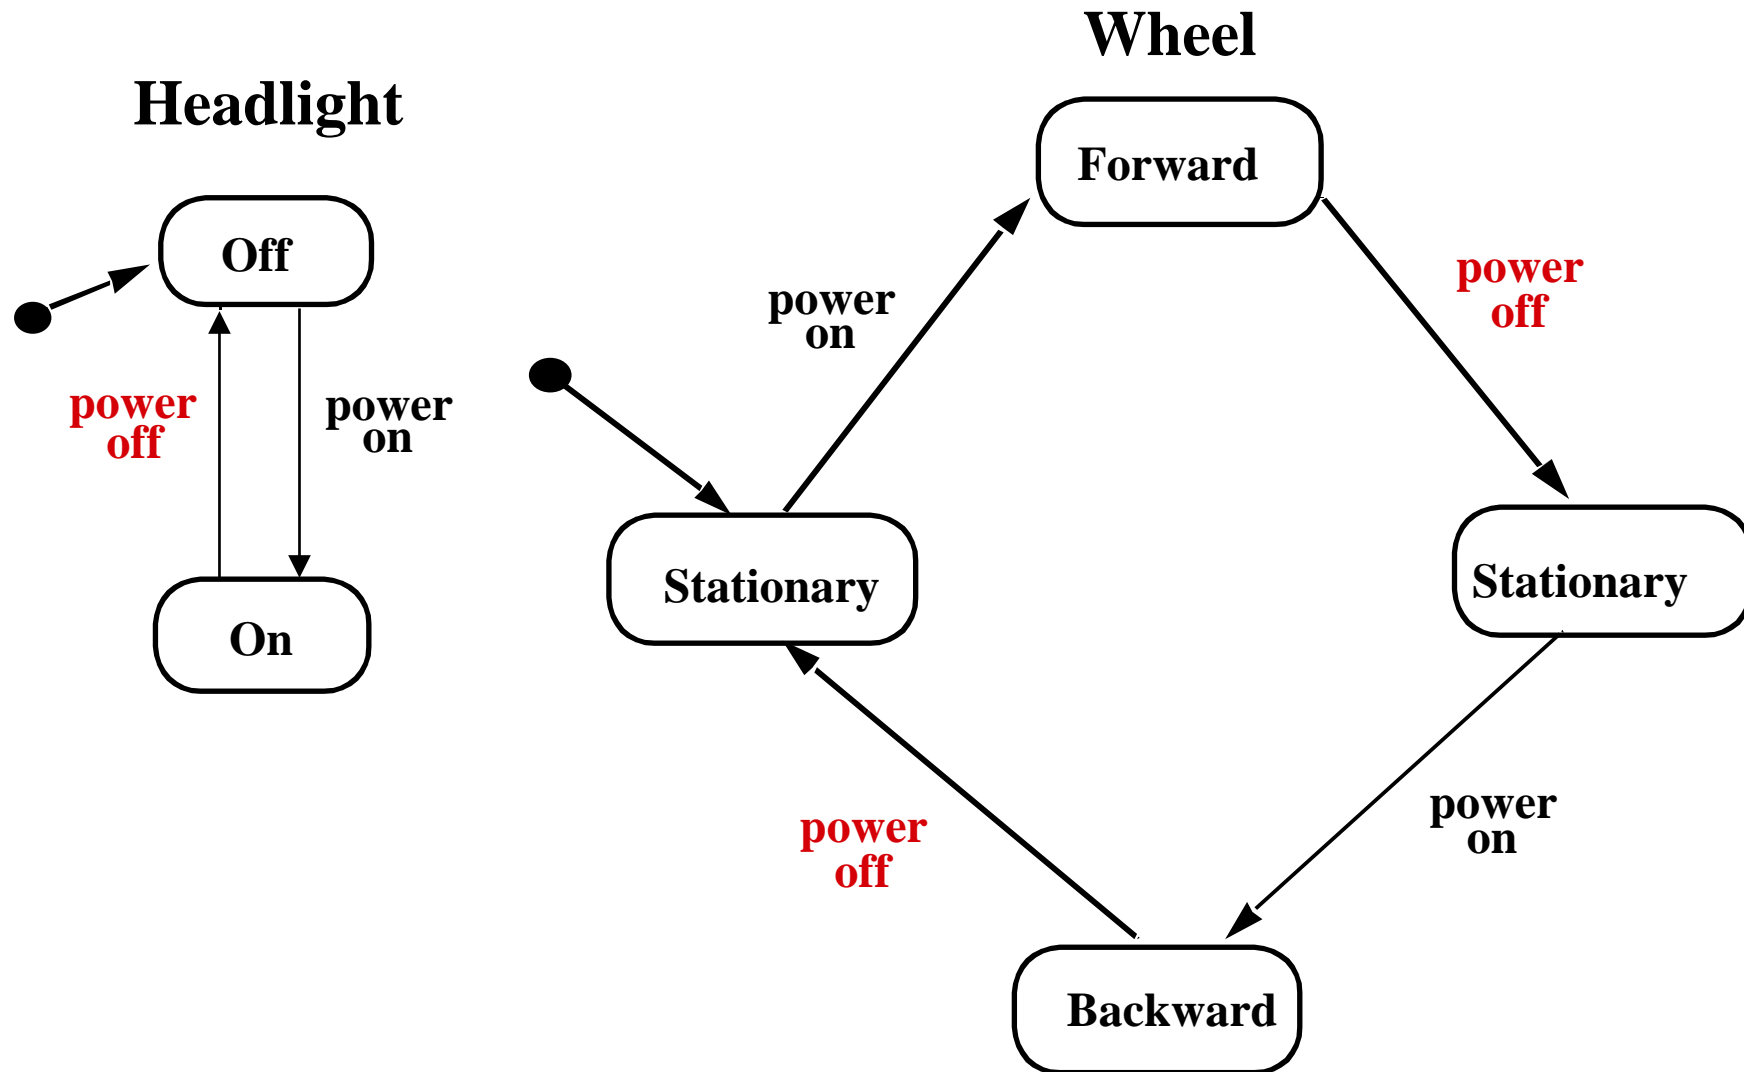 Headlight
Off
power
off
power
on
On
Wheel
Forward
power
on
power
off
Stationary
Stationary
power
off
power
on
Backward